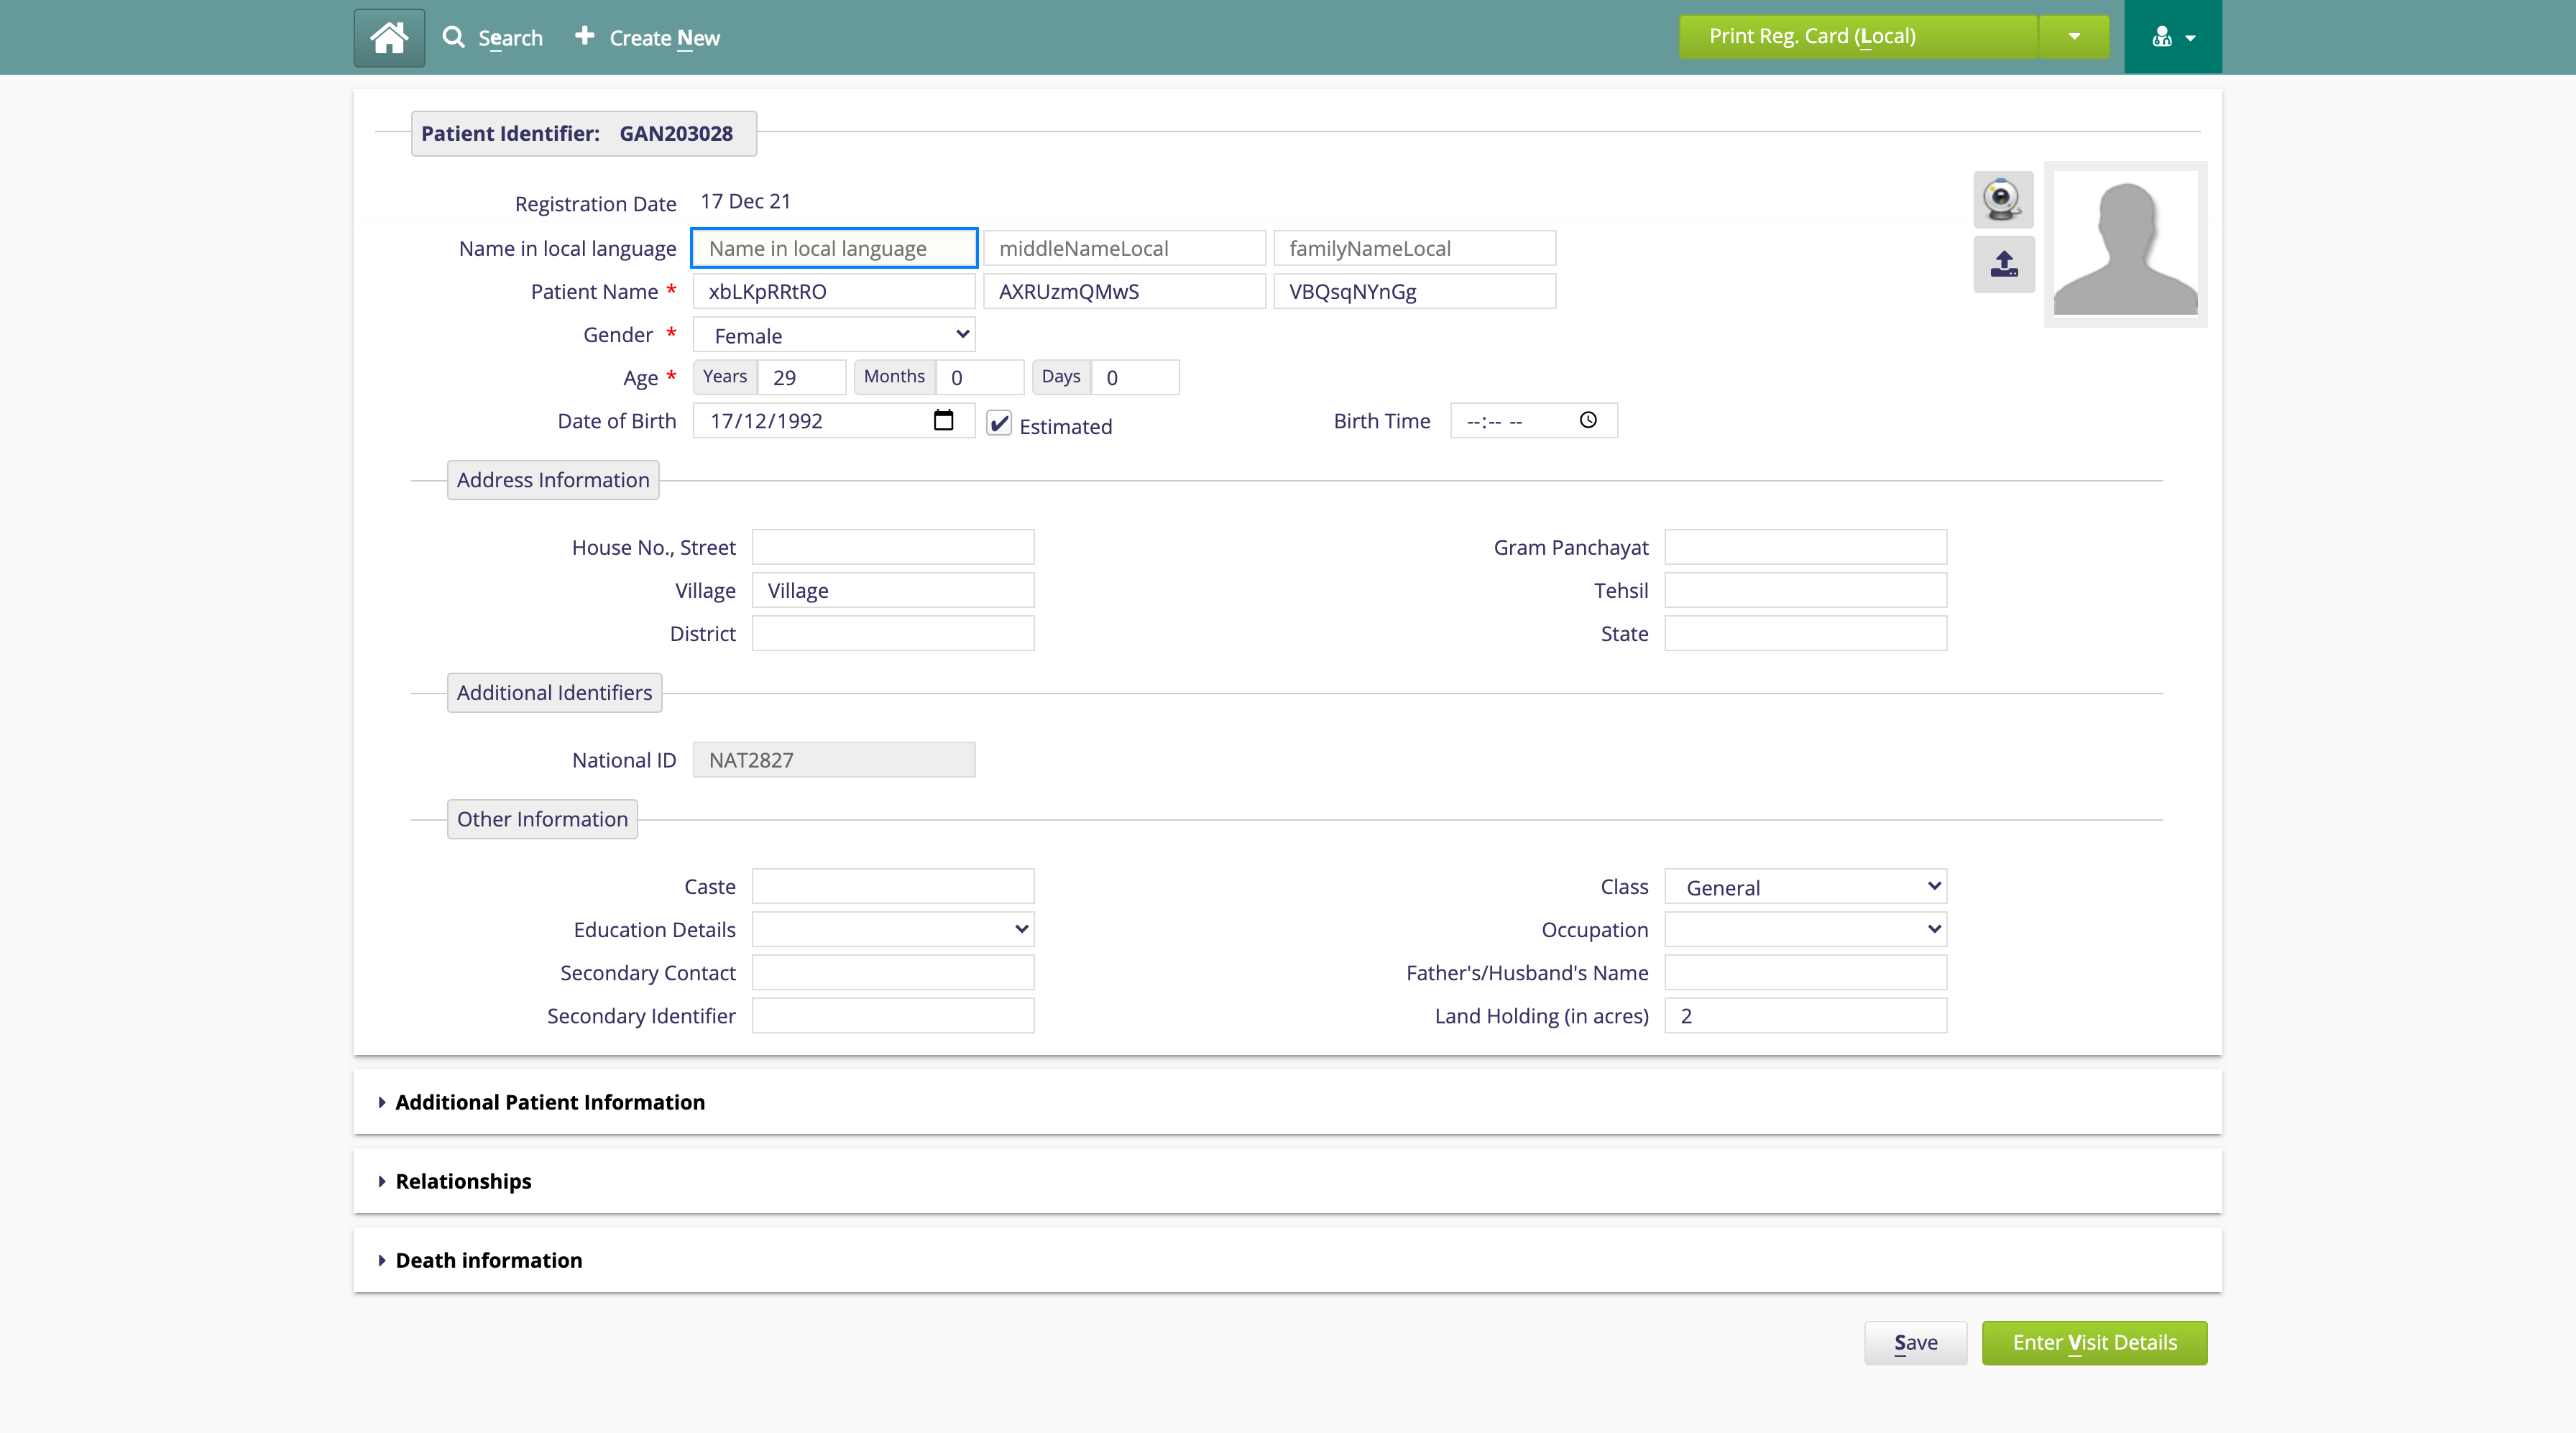 Search Create New Print Reg. Card (Local)
Patient Identifier: GAN203028
Registration Date 17 Dec 21
Name in local language Name in local language middleNameLocal familyNameLocal
Patient Name * xbLKpRRtRO AXRUzmQMwS VBQsqNYnGg
Gender * Female
Age * Years 29 Months 0 Days 0
Date of Birth 17/12/1992 Estimated Birth Time --:-- --
Address Information
House No., Street Gram Panchayat
Village Village Tehsil
District State
Additional Identifiers
National ID NAT2827
Other Information
Caste Class General
Education Details Occupation
Secondary Contact Father's/Husband's Name
Secondary Identifier Land Holding (in acres) 2
Additional Patient Information
Relationships
Death information
Save Enter Visit Details